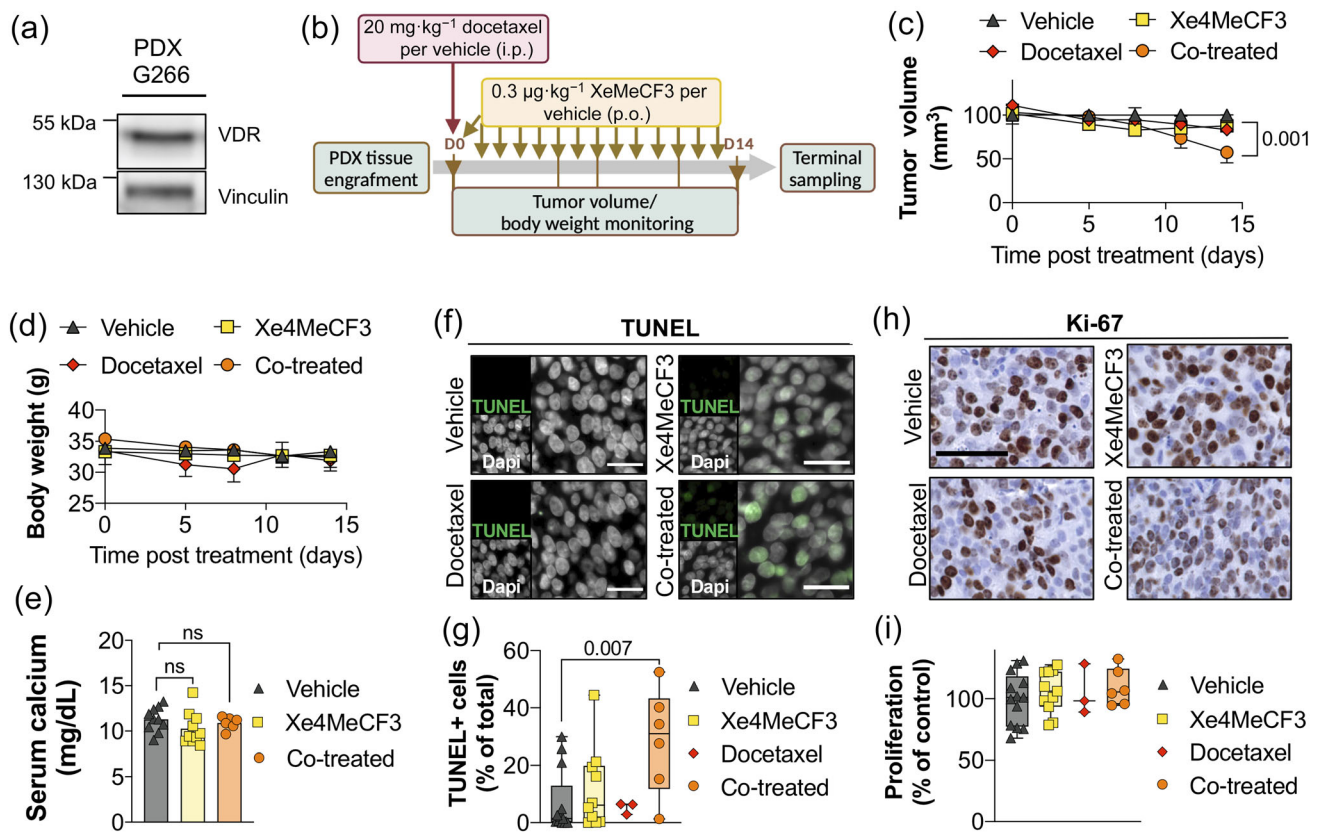 (a)
PDX
G266
55 kDa
VDR
130 kDa
Vinculin
(b)
20 mg·kg⁻¹ docetaxel
per vehicle (i.p.)
0.3 µg·kg⁻¹ XeMeCF3 per
vehicle (p.o.)
D0
D14
PDX tissue
engrafment
Terminal
sampling
Tumor volume/
body weight monitoring
(c)
Vehicle
Xe4MeCF3
Docetaxel
Co-treated
Tumor volume
(mm³)
100
50
0
0.001
0 5 10 15
Time post treatment (days)
(d)
Vehicle
Xe4MeCF3
Docetaxel
Co-treated
Body weight (g)
40
35
30
25
0 5 10 15
Time post treatment (days)
(e)
Serum calcium
(mg/dL)
20
15
10
5
0
ns
ns
Vehicle
Xe4MeCF3
Co-treated
(f)
TUNEL
Vehicle
TUNEL
Dapi
Xe4MeCF3
TUNEL
Dapi
Docetaxel
TUNEL
Dapi
Co-treated
TUNEL
Dapi
(g)
TUNEL+ cells
(% of total)
60
40
20
0
0.007
Vehicle
Xe4MeCF3
Docetaxel
Co-treated
(h)
Ki-67
Vehicle
Xe4MeCF3
Docetaxel
Co-treated
(i)
Proliferation
(% of control)
100
50
0
Vehicle
Xe4MeCF3
Docetaxel
Co-treated